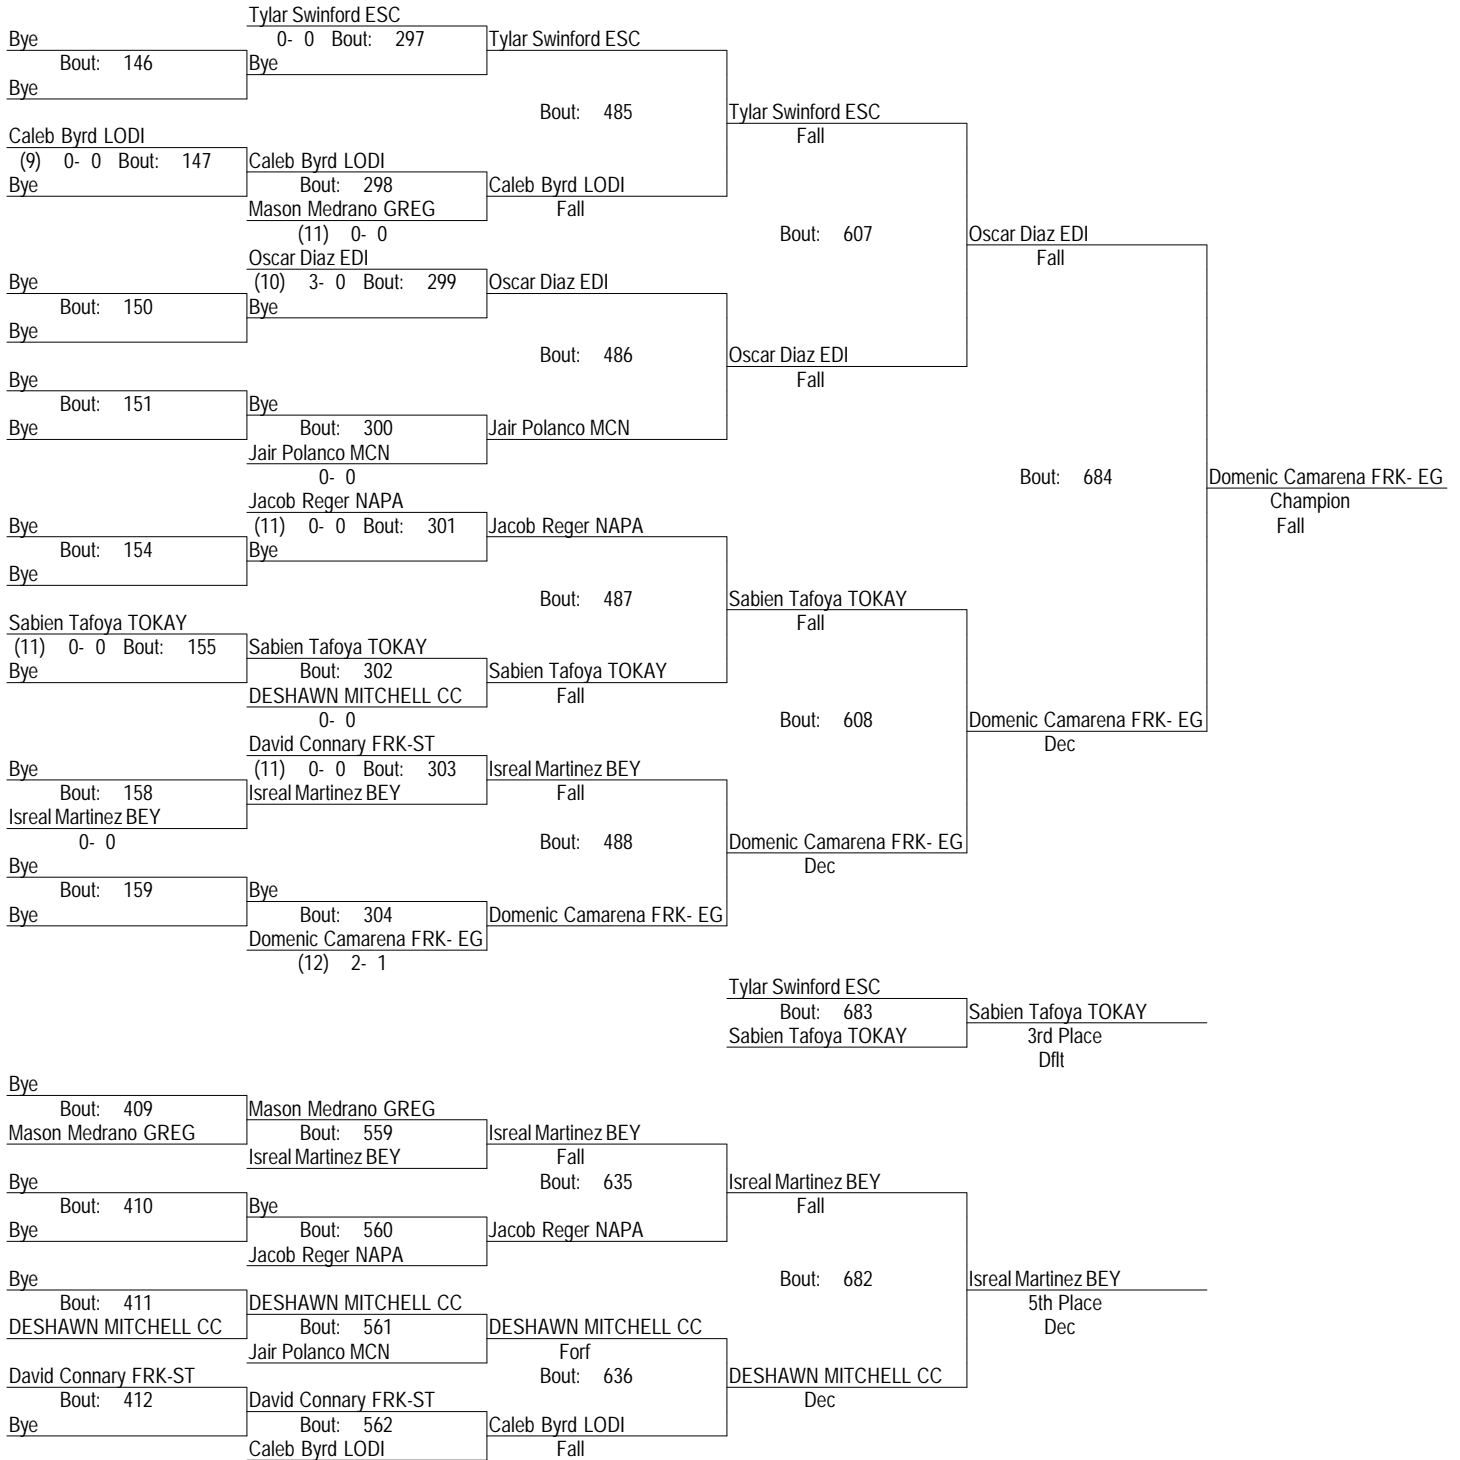 Tylar Swinford ESC
Bye 0- 0 Bout: 297 Tylar Swinford ESC
Bout: 146 Bye
Bye
Bout: 485 Tylar Swinford ESC
Caleb Byrd LODI Fall
(9) 0- 0 Bout: 147 Caleb Byrd LODI
Bye Bout: 298 Caleb Byrd LODI
Mason Medrano GREG Fall
(11) 0- 0 Bout: 607 Oscar Diaz EDI
Oscar Diaz EDI Fall
Bye (10) 3- 0 Bout: 299 Oscar Diaz EDI
Bout: 150 Bye
Bye
Bout: 486 Oscar Diaz EDI
Bye Fall
Bout: 151 Bye
Bye Bout: 300 Jair Polanco MCN
Jair Polanco MCN
0- 0 Bout: 684 Domenic Camarena FRK- EG
Jacob Reger NAPA Champion
Bye (11) 0- 0 Bout: 301 Jacob Reger NAPA Fall
Bout: 154 Bye
Bye
Bout: 487 Sabien Tafoya TOKAY
Sabien Tafoya TOKAY Fall
(11) 0- 0 Bout: 155 Sabien Tafoya TOKAY
Bye Bout: 302 Sabien Tafoya TOKAY
DESHAWN MITCHELL CC Fall
0- 0 Bout: 608 Domenic Camarena FRK- EG
David Connary FRK-ST Dec
Bye (11) 0- 0 Bout: 303 Isreal Martinez BEY
Bout: 158 Isreal Martinez BEY Fall
Isreal Martinez BEY
0- 0 Bout: 488 Domenic Camarena FRK- EG
Bye Dec
Bout: 159 Bye
Bye Bout: 304 Domenic Camarena FRK- EG
Domenic Camarena FRK- EG
(12) 2- 1
Tylar Swinford ESC
Bout: 683 Sabien Tafoya TOKAY
Sabien Tafoya TOKAY 3rd Place
Dflt
Bye
Bout: 409 Mason Medrano GREG
Mason Medrano GREG Bout: 559 Isreal Martinez BEY
Isreal Martinez BEY Fall
Bye Bout: 635 Isreal Martinez BEY
Bout: 410 Bye Fall
Bye Bout: 560 Jacob Reger NAPA
Jacob Reger NAPA
Bye Bout: 682 Isreal Martinez BEY
Bout: 411 DESHAWN MITCHELL CC 5th Place
DESHAWN MITCHELL CC Bout: 561 DESHAWN MITCHELL CC Dec
Jair Polanco MCN Forf
David Connary FRK-ST Bout: 636 DESHAWN MITCHELL CC
Bout: 412 David Connary FRK-ST Dec
Bye Bout: 562 Caleb Byrd LODI
Caleb Byrd LODI Fall